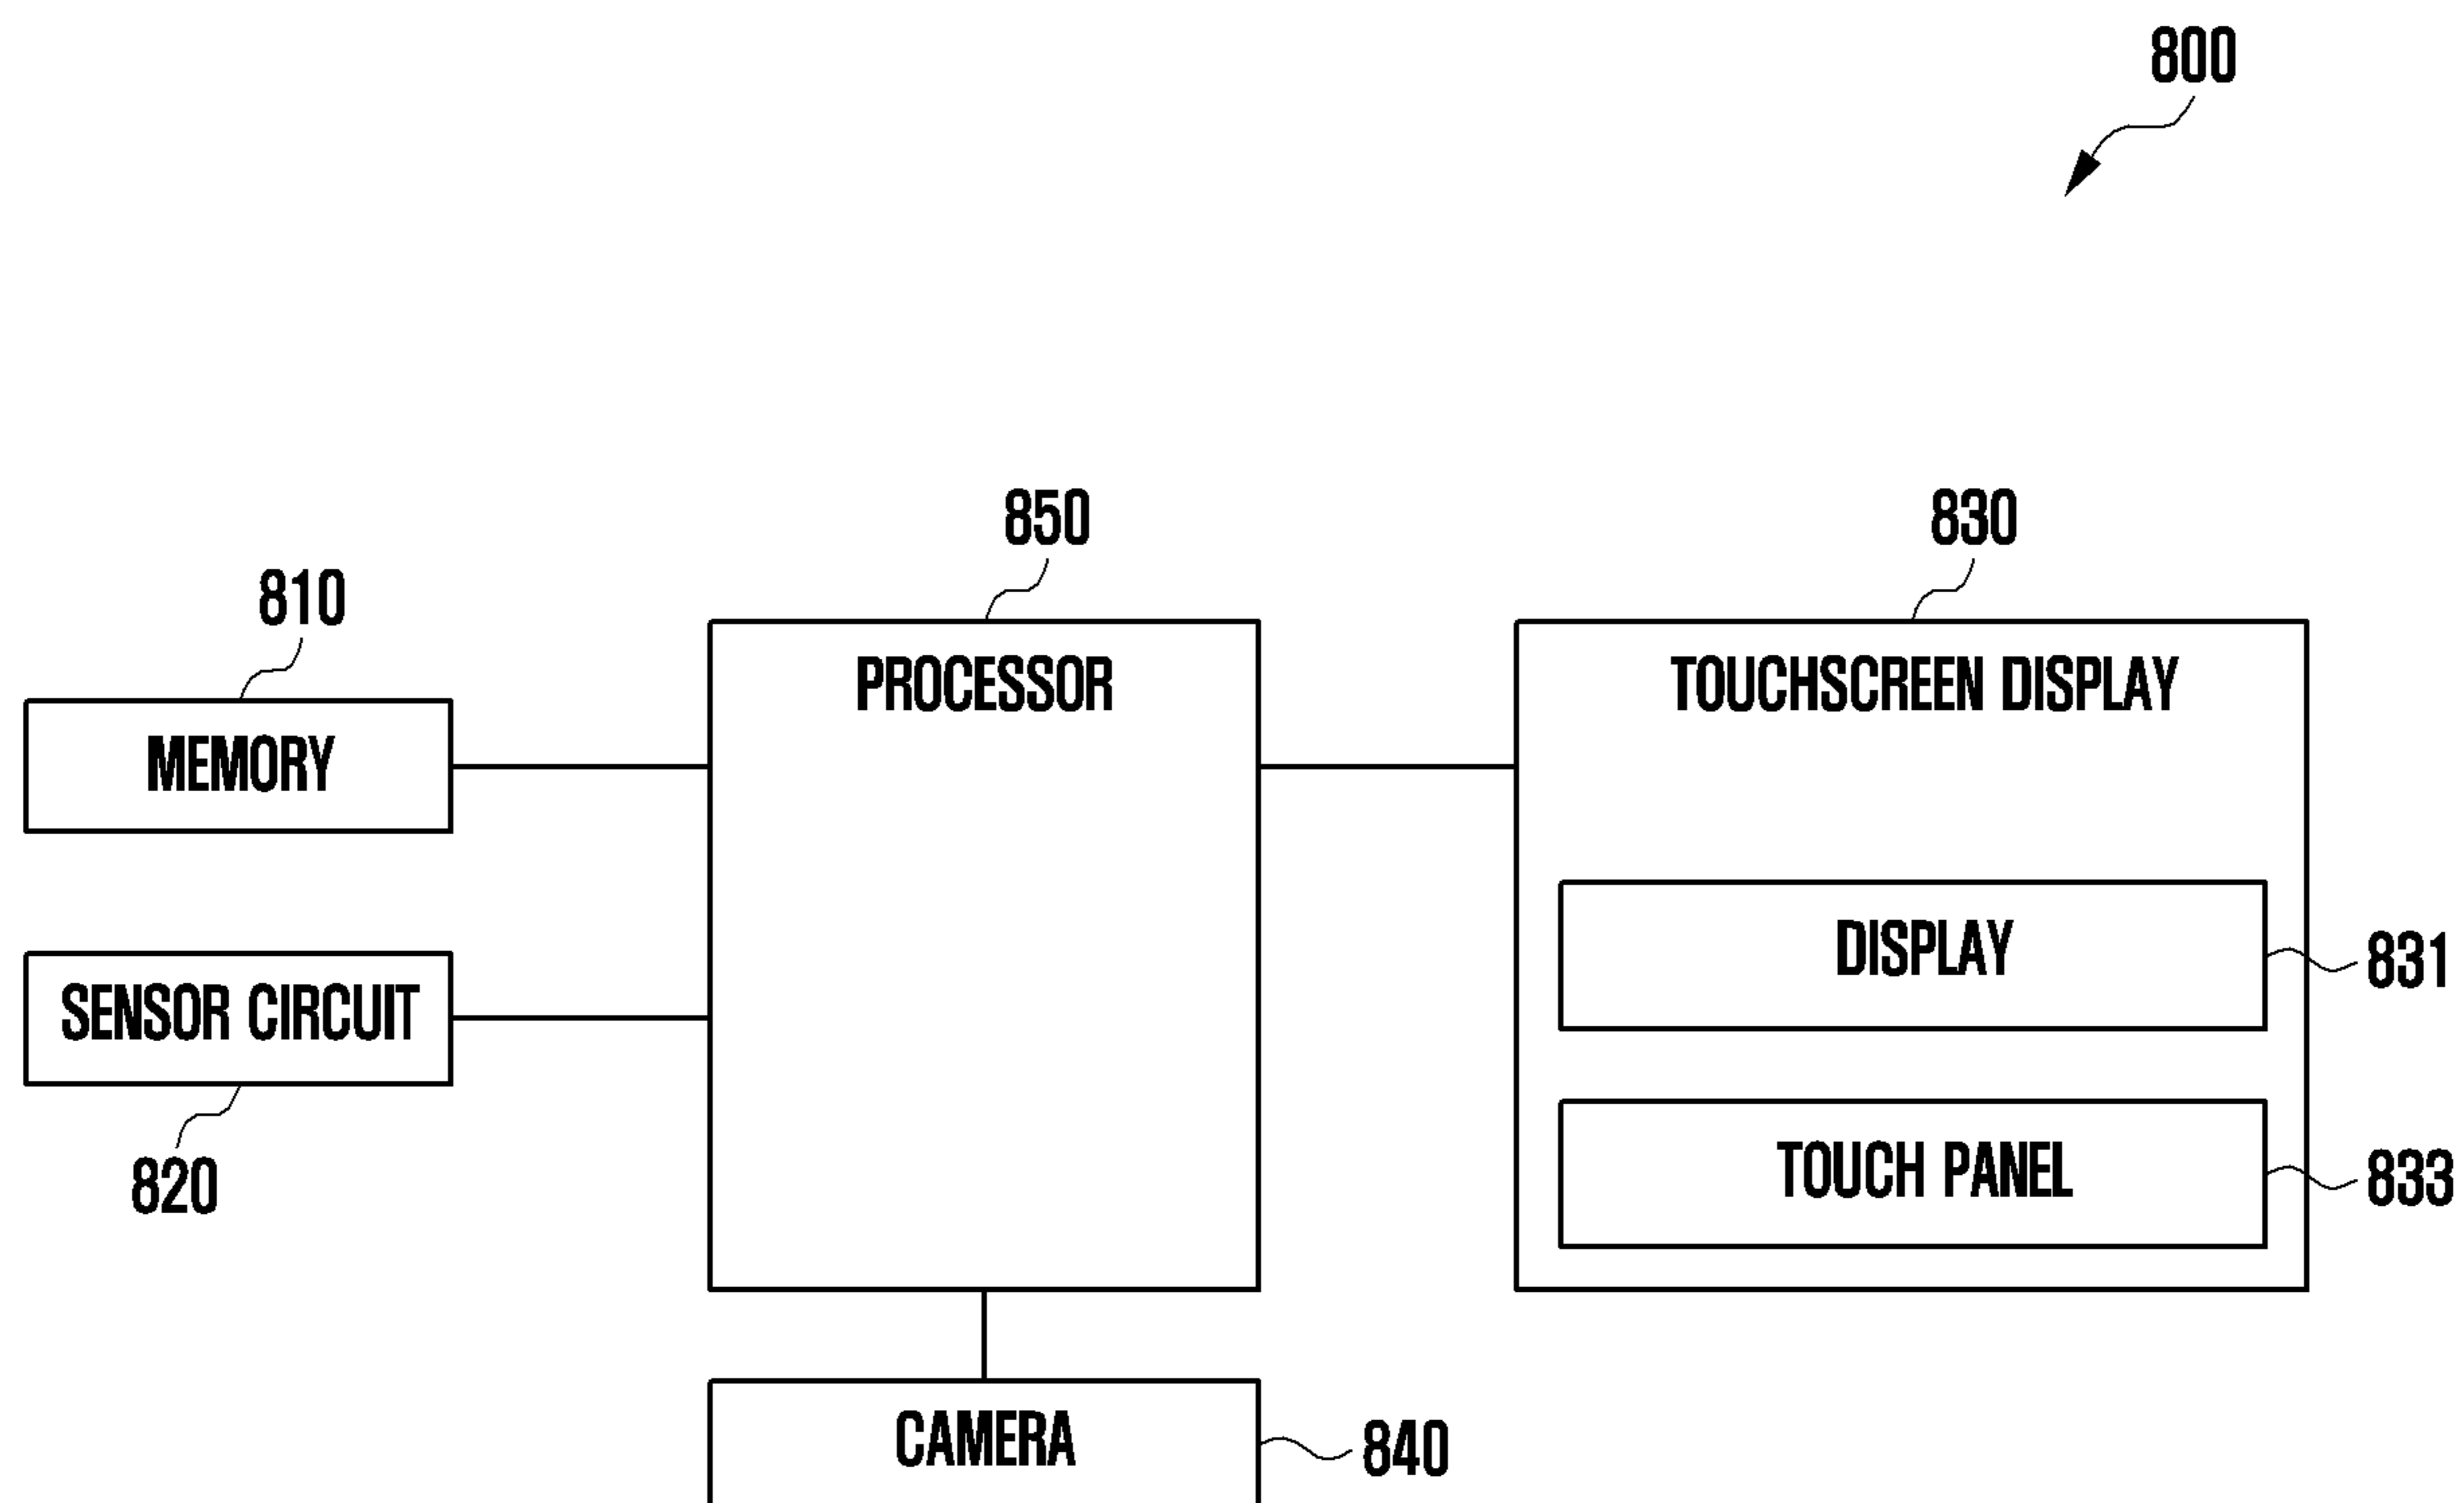 800
850
830
810
PROCESSOR
TOUCHSCREEN DISPLAY
MEMORY
DISPLAY
831
SENSOR CIRCUIT
TOUCH PANEL
833
820
CAMERA
840